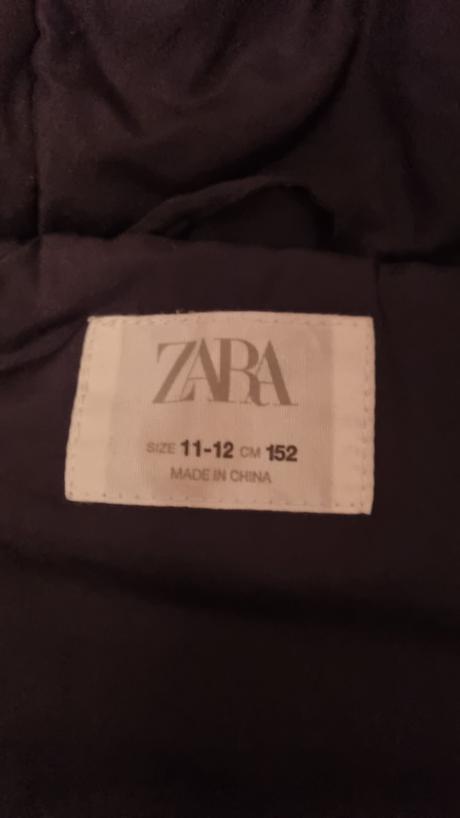 ZARA
SIZE 11-12 CM 152
MADE IN CHINA